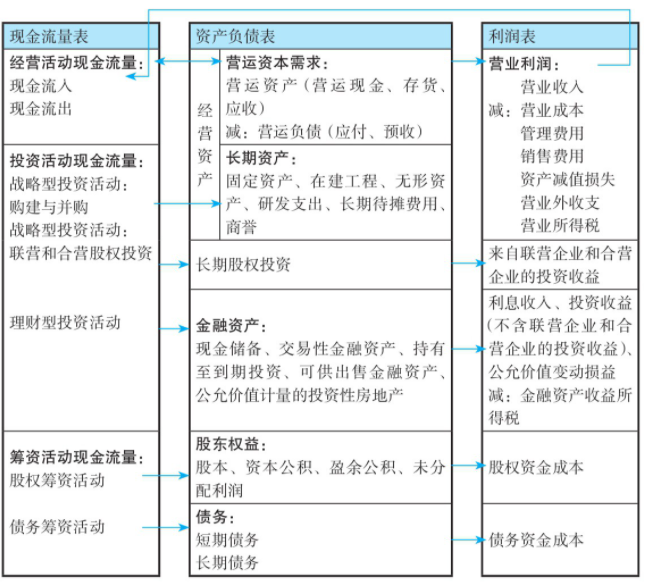 现金流量表
经营活动现金流量：
现金流入
现金流出
投资活动现金流量：
战略型投资活动：
购建与并购
战略型投资活动：
联营和合营股权投资
理财型投资活动
筹资活动现金流量：
股权筹资活动
债务筹资活动
资产负债表
经
营
资
产
营运资本需求：
营运资产（营运现金、存货、
应收）
减：营运负债（应付、预收）
长期资产：
固定资产、在建工程、无形资
产、研发支出、长期待摊费用、
商誉
长期股权投资
金融资产：
现金储备、交易性金融资产、持有
至到期投资、可供出售金融资产、
公允价值计量的投资性房地产
股东权益：
股本、资本公积、盈余公积、未分
配利润
债务：
短期债务
长期债务
利润表
营业利润：
营业收入
减：营业成本
管理费用
销售费用
资产减值损失
营业外收支
营业所得税
来自联营企业和合营
企业的投资收益
利息收入、投资收益
（不含联营企业和合
营企业的投资收益）、
公允价值变动损益
减：金融资产收益所
得税
股权资金成本
债务资金成本